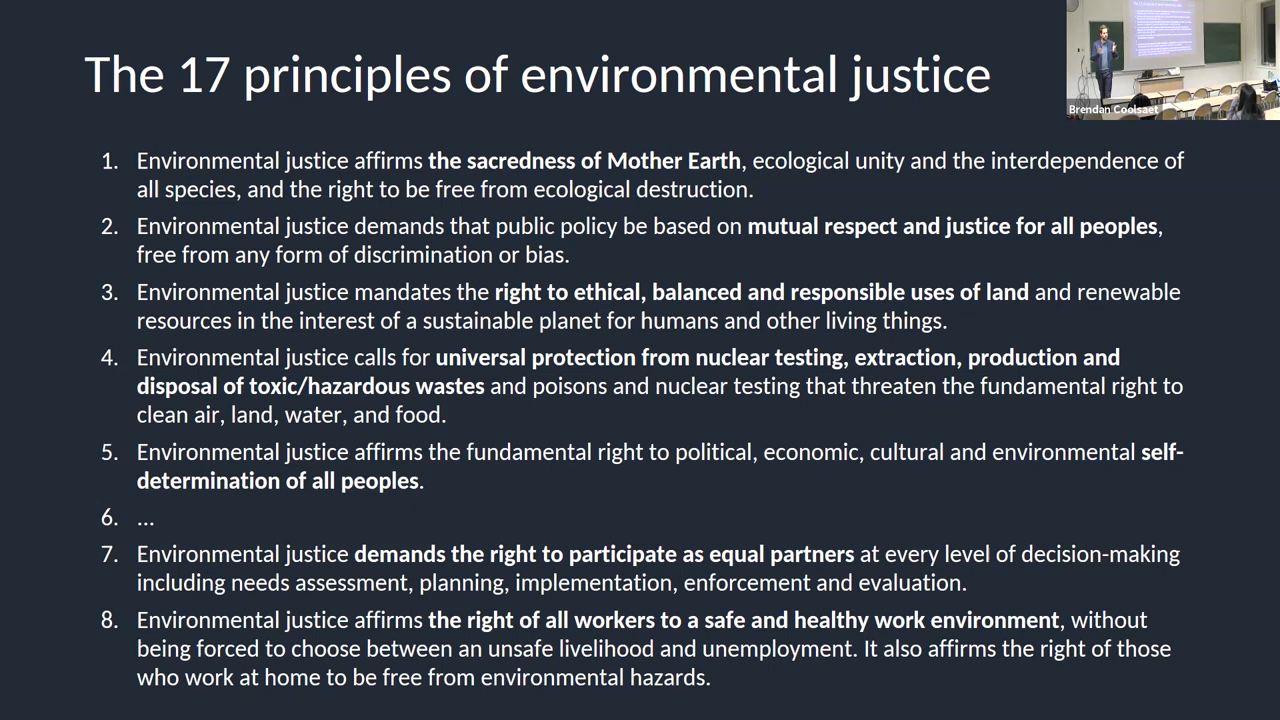 The 17 principles of environmental justice
Brendan Coolsaet
1. Environmental justice affirms the sacredness of Mother Earth, ecological unity and the interdependence of
all species, and the right to be free from ecological destruction.
2. Environmental justice demands that public policy be based on mutual respect and justice for all peoples,
free from any form of discrimination or bias.
3. Environmental justice mandates the right to ethical, balanced and responsible uses of land and renewable
resources in the interest of a sustainable planet for humans and other living things.
4. Environmental justice calls for universal protection from nuclear testing, extraction, production and
disposal of toxic/hazardous wastes and poisons and nuclear testing that threaten the fundamental right to
clean air, land, water, and food.
5. Environmental justice affirms the fundamental right to political, economic, cultural and environmental self-
determination of all peoples.
6. ...
7. Environmental justice demands the right to participate as equal partners at every level of decision-making
including needs assessment, planning, implementation, enforcement and evaluation.
8. Environmental justice affirms the right of all workers to a safe and healthy work environment, without
being forced to choose between an unsafe livelihood and unemployment. It also affirms the right of those
who work at home to be free from environmental hazards.